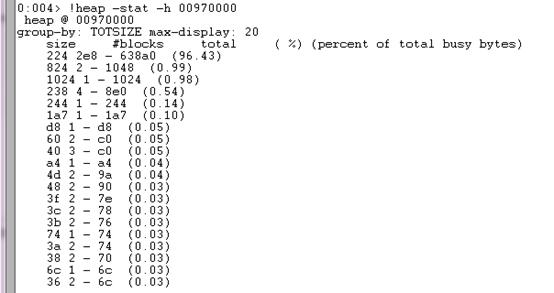 0:004> !heap -stat -h 00970000
heap @ 00970000
group-by: TOTSIZE max-display: 20
size #blocks total ( %) (percent of total busy bytes)
224 2e8 - 638a0 (96.43)
824 2 - 1048 (0.99)
1024 1 - 1024 (0.98)
238 4 - 8e0 (0.54)
244 1 - 244 (0.14)
1a7 1 - 1a7 (0.10)
d8 1 - d8 (0.05)
60 2 - c0 (0.05)
40 3 - c0 (0.05)
a4 1 - a4 (0.04)
4d 2 - 9a (0.04)
48 2 - 90 (0.03)
3f 2 - 7e (0.03)
3c 2 - 78 (0.03)
3b 2 - 76 (0.03)
74 1 - 74 (0.03)
3a 2 - 74 (0.03)
38 2 - 70 (0.03)
6c 1 - 6c (0.03)
36 2 - 6c (0.03)